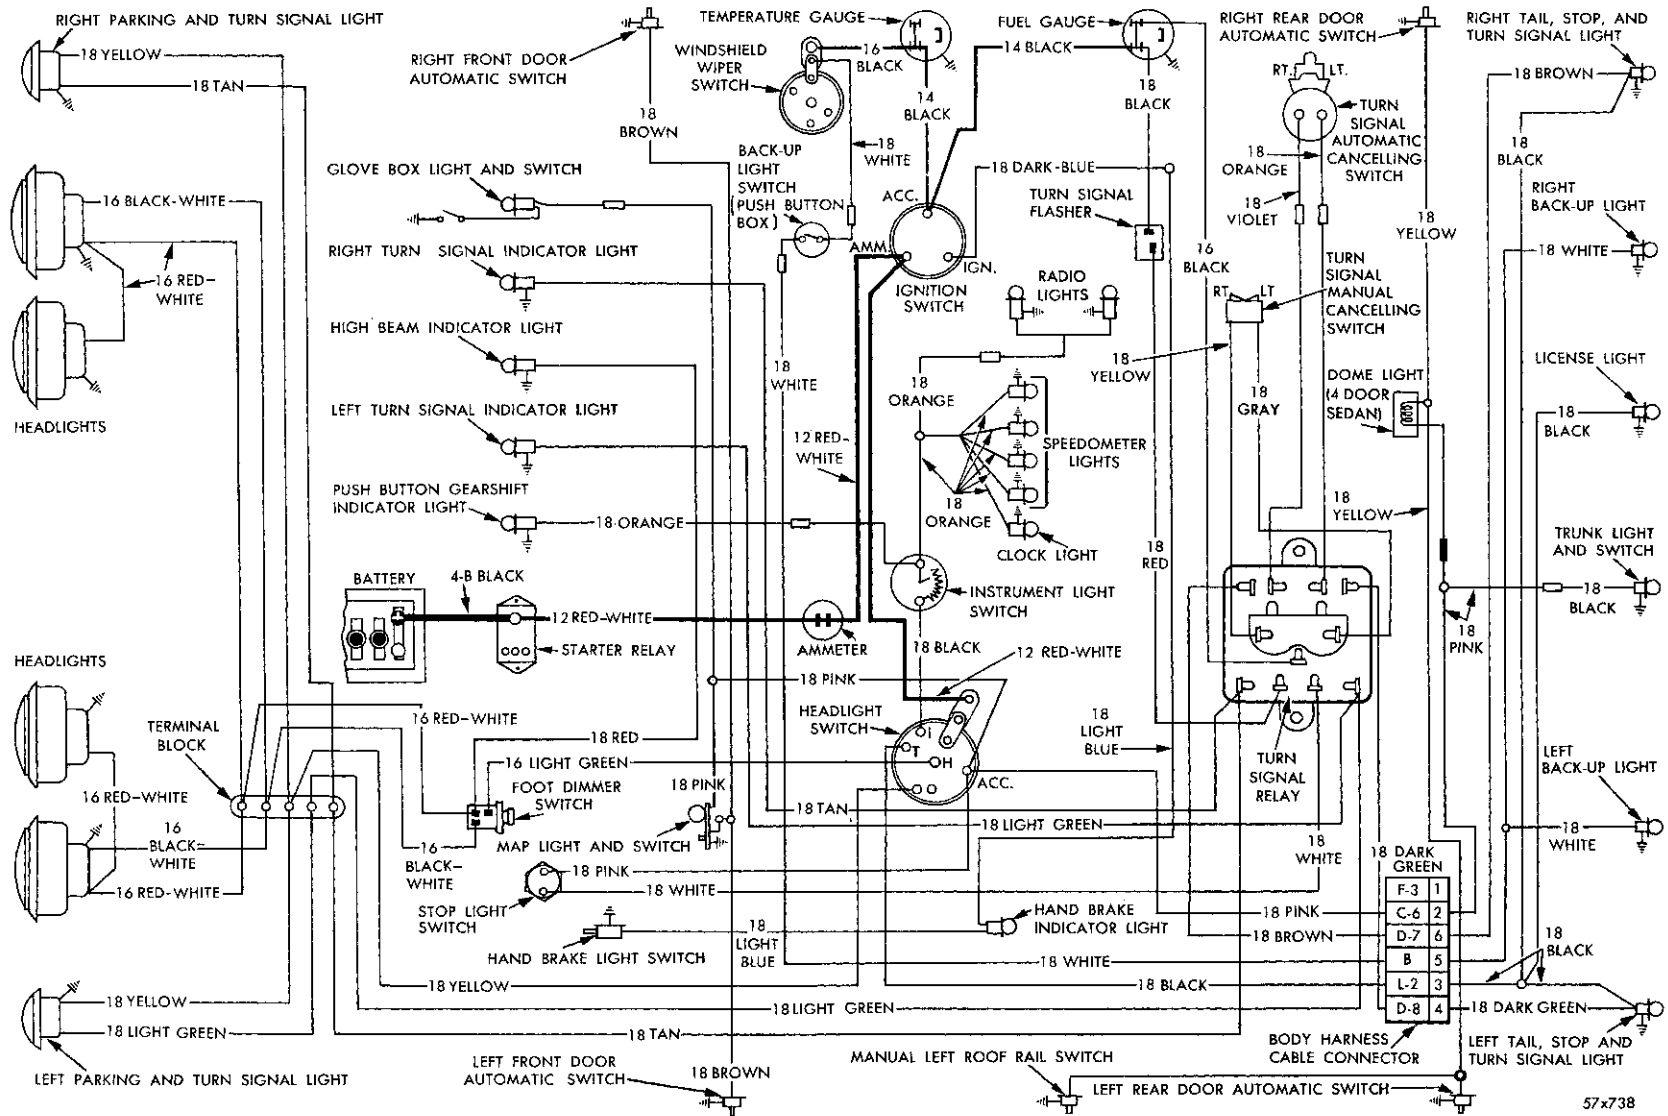 RIGHT PARKING AND TURN SIGNAL LIGHT
18 YELLOW
18 TAN
RIGHT FRONT DOOR
AUTOMATIC SWITCH
18
BROWN
TEMPERATURE GAUGE
WINDSHIELD
WIPER
SWITCH
16
BLACK
14
BLACK
FUEL GAUGE
14 BLACK
18
BLACK
RIGHT REAR DOOR
AUTOMATIC SWITCH
RT.
LT.
TURN
SIGNAL
AUTOMATIC
CANCELLING
SWITCH
RIGHT TAIL, STOP, AND
TURN SIGNAL LIGHT
18 BROWN
18
BLACK
16 BLACK-WHITE
16 RED-
WHITE
HEADLIGHTS
GLOVE BOX LIGHT AND SWITCH
BACK-UP
LIGHT
SWITCH
(PUSH BUTTON
BOX)
18
WHITE
ACC.
AMM.
IGN.
IGNITION
SWITCH
18 DARK-BLUE
TURN SIGNAL
FLASHER
18
ORANGE
18
VIOLET
16
BLACK
18
YELLOW
RIGHT
BACK-UP LIGHT
18 WHITE
RIGHT TURN SIGNAL INDICATOR LIGHT
HIGH BEAM INDICATOR LIGHT
LEFT TURN SIGNAL INDICATOR LIGHT
PUSH BUTTON GEARSHIFT
INDICATOR LIGHT
18 ORANGE
18
WHITE
RADIO
LIGHTS
18
ORANGE
12 RED-
WHITE
SPEEDOMETER
LIGHTS
18
ORANGE
CLOCK LIGHT
RT.
LT
TURN
SIGNAL
MANUAL
CANCELLING
SWITCH
18
YELLOW
18
GRAY
DOME LIGHT
(4 DOOR
SEDAN)
LICENSE LIGHT
18
BLACK
18
YELLOW
TRUNK LIGHT
AND SWITCH
18
BLACK
18
PINK
18
RED
BATTERY
4-B BLACK
12 RED-WHITE
STARTER RELAY
AMMETER
INSTRUMENT LIGHT
SWITCH
18 BLACK
12 RED-WHITE
18 PINK
HEADLIGHT
SWITCH
I
T
H
ACC.
HEADLIGHTS
TERMINAL
BLOCK
16 RED-WHITE
18 RED
16 LIGHT GREEN
FOOT DIMMER
SWITCH
18 PINK
MAP LIGHT AND SWITCH
16 RED-WHITE
16
BLACK-
WHITE
16 RED-WHITE
16
BLACK-
WHITE
18
LIGHT
BLUE
TURN
SIGNAL
RELAY
LEFT
BACK-UP LIGHT
18
WHITE
18 TAN
18 LIGHT GREEN
18
WHITE
18 DARK
GREEN
18 PINK
18 WHITE
STOP LIGHT
SWITCH
HAND BRAKE LIGHT SWITCH
18
LIGHT
BLUE
HAND BRAKE
INDICATOR LIGHT
18 PINK
18 BROWN
18 WHITE
18 BLACK
F-3 1
C-6 2
D-7 6
B 5
L-2 3
D-8 4
18
BLACK
18 DARK GREEN
18 YELLOW
18 YELLOW
18 LIGHT GREEN
18 LIGHT GREEN
18 TAN
LEFT PARKING AND TURN SIGNAL LIGHT
LEFT FRONT DOOR
AUTOMATIC SWITCH
18 BROWN
MANUAL LEFT ROOF RAIL SWITCH
LEFT REAR DOOR AUTOMATIC SWITCH
BODY HARNESS
CABLE CONNECTOR
LEFT TAIL, STOP AND
TURN SIGNAL LIGHT
57x738